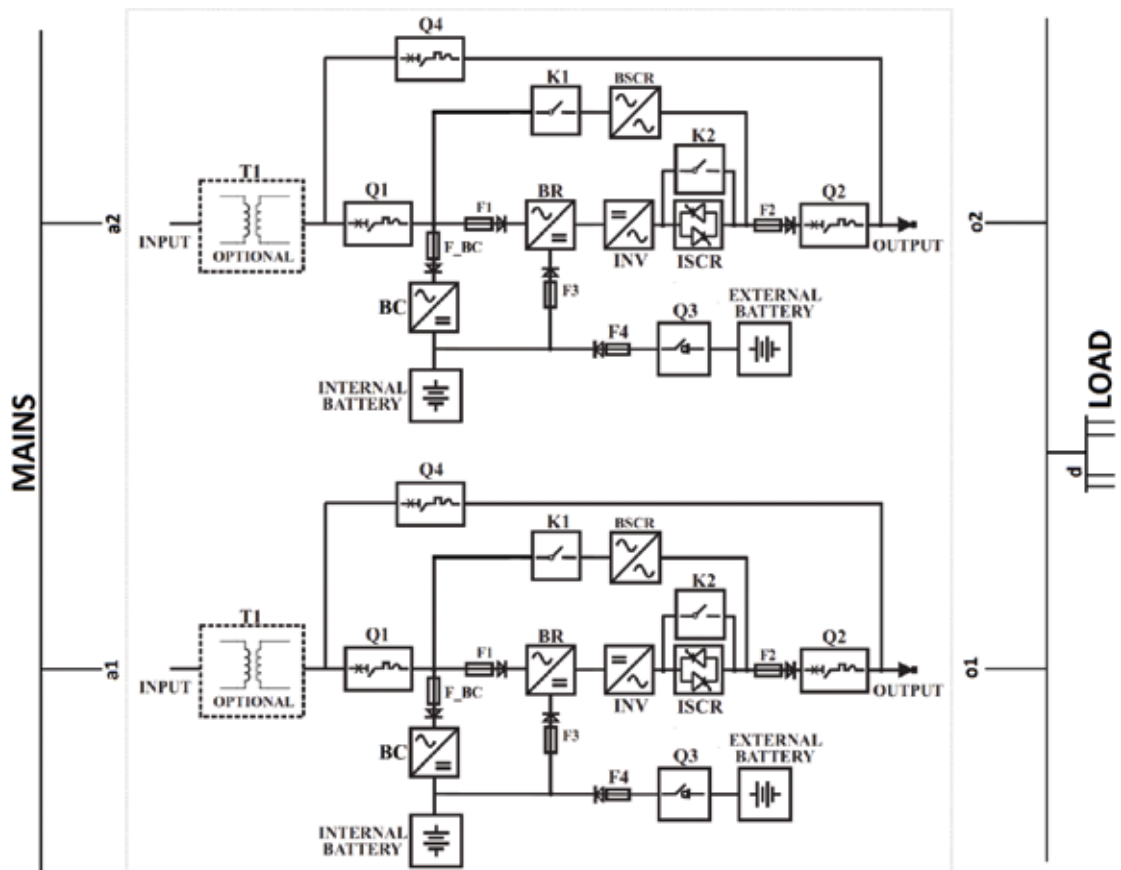 Q4
K1
BSCR
K2
T1
Q1
F1
BR
F2
Q2
a2
o2
INPUT
OPTIONAL
F_BC
INV
ISCR
OUTPUT
BC
F3
F4
Q3
EXTERNAL
BATTERY
INTERNAL
BATTERY
MAINS
LOAD
d
Q4
K1
BSCR
K2
T1
Q1
F1
BR
F2
Q2
a1
o1
INPUT
OPTIONAL
F_BC
INV
ISCR
OUTPUT
BC
F3
F4
Q3
EXTERNAL
BATTERY
INTERNAL
BATTERY